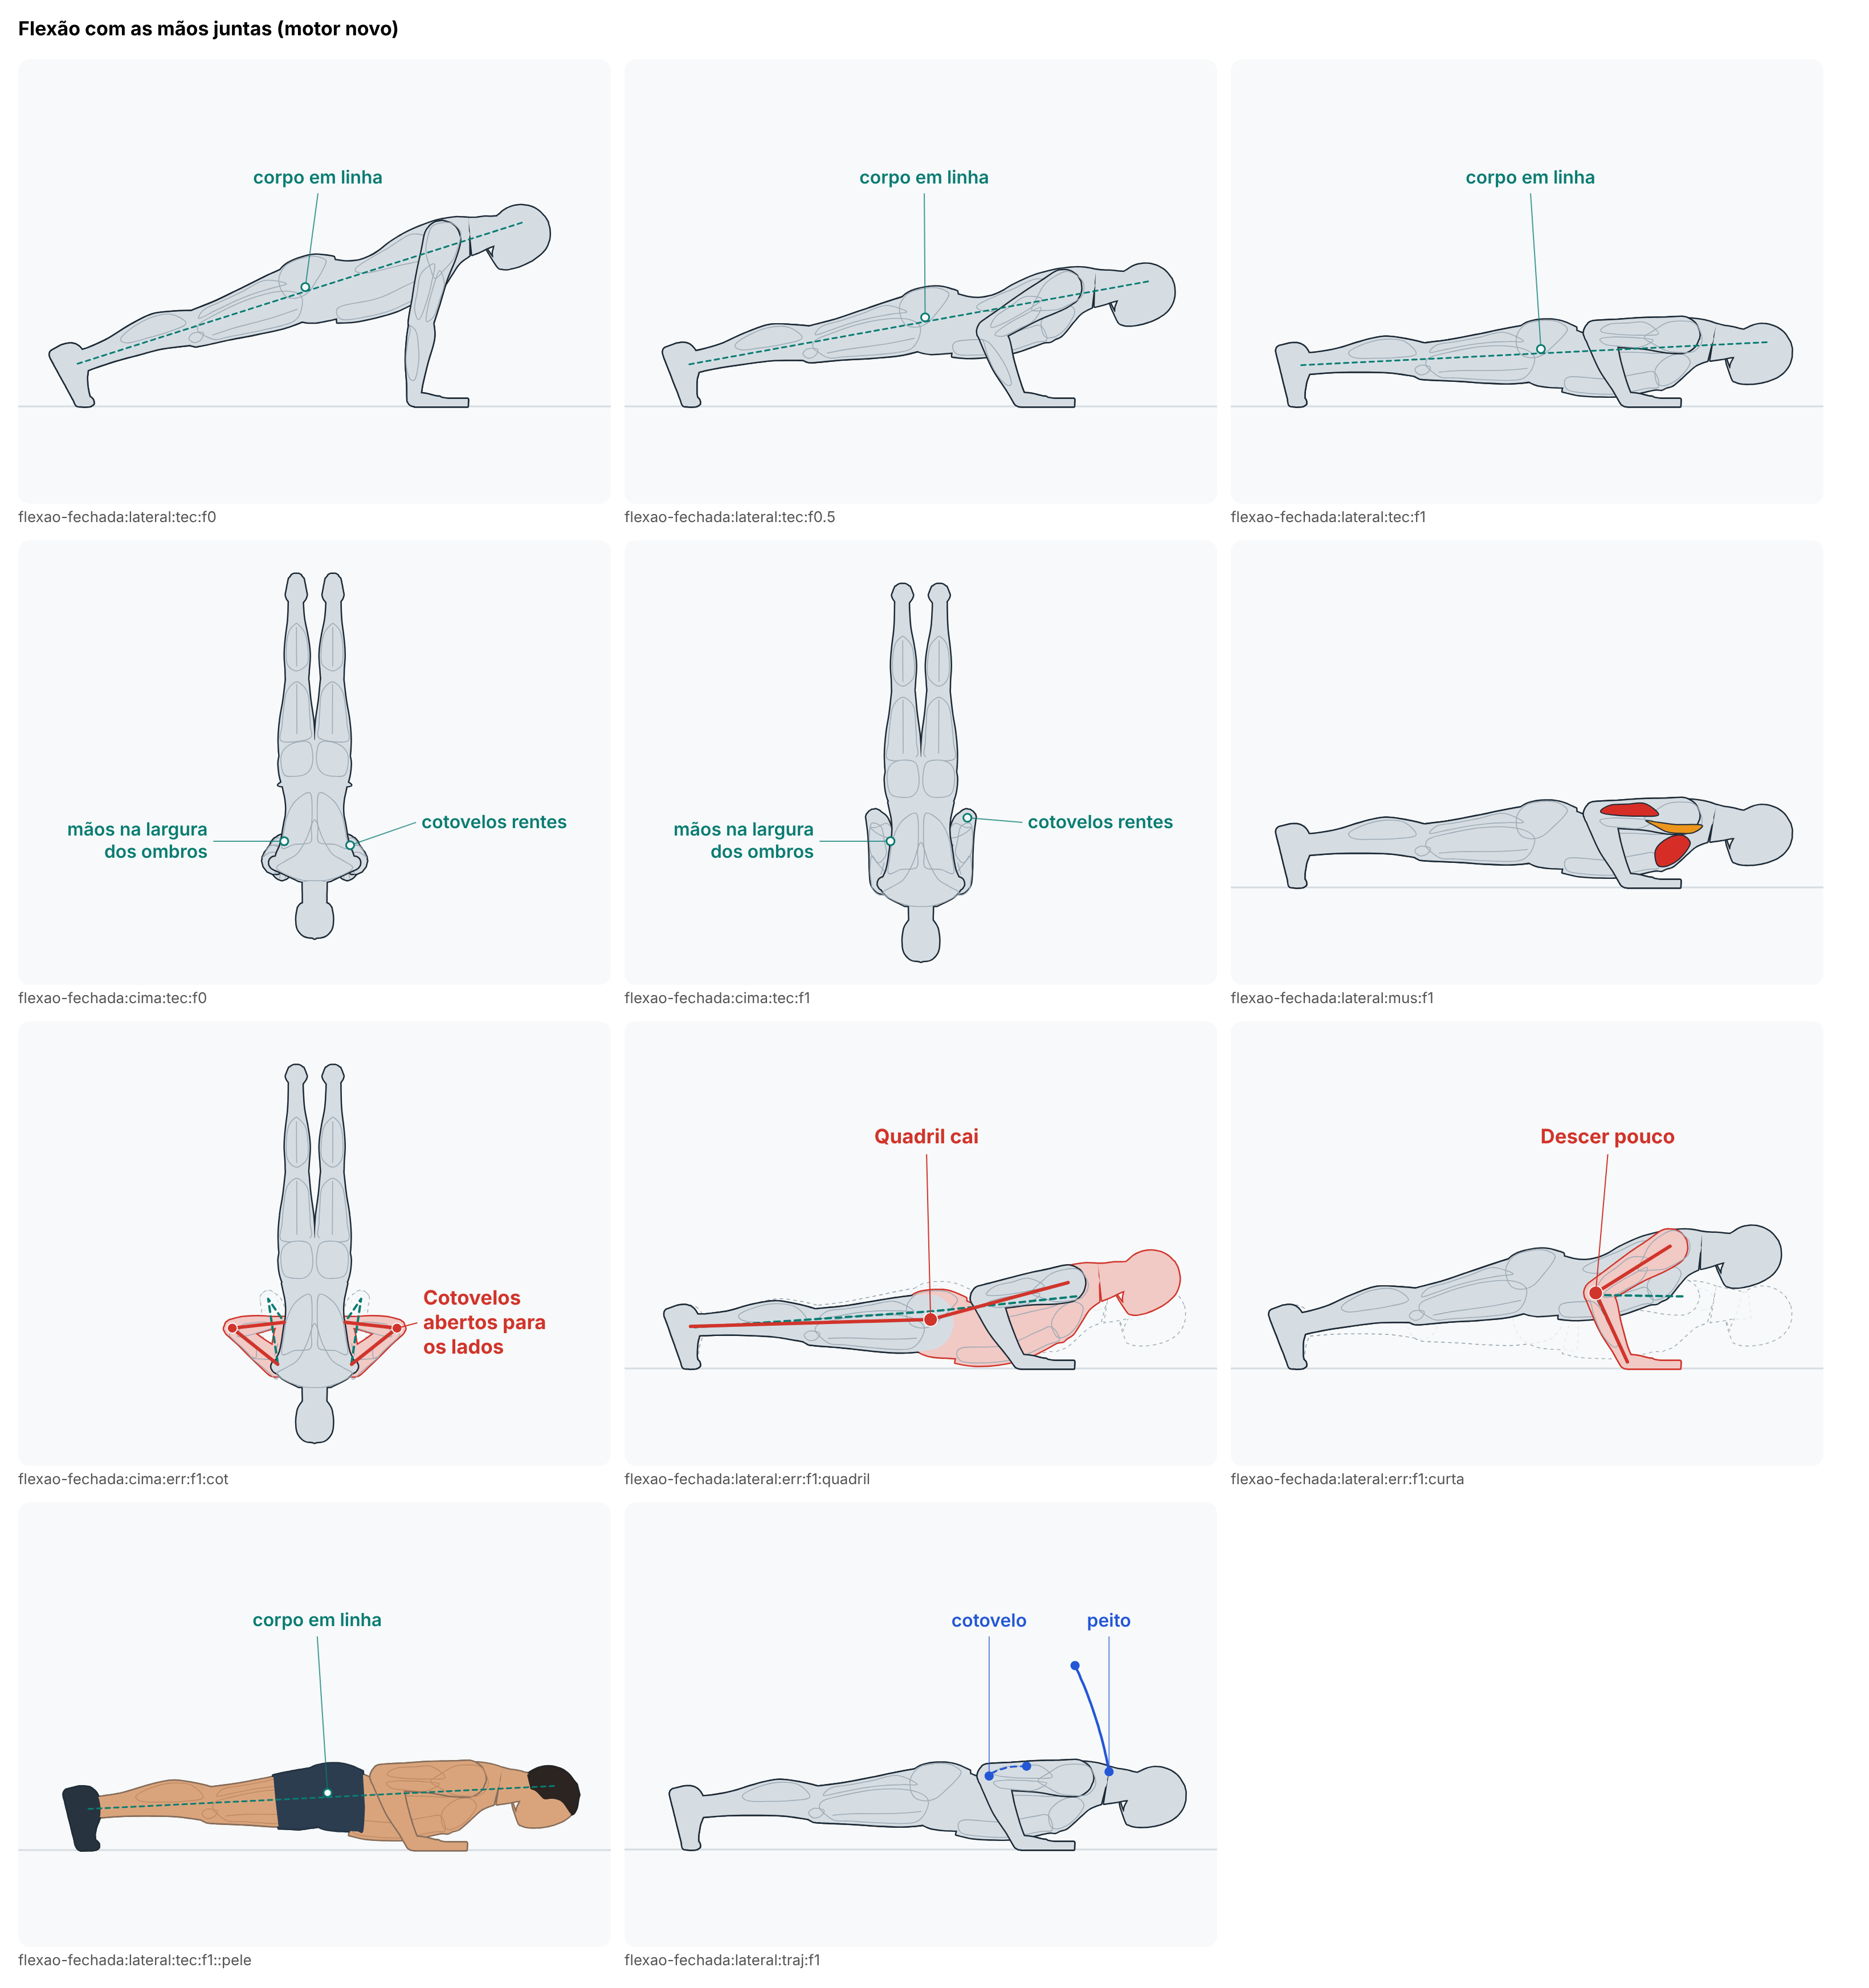 Flexão com as mãos juntas (motor novo)
corpo em linha
corpo em linha
corpo em linha
flexao-fechada:lateral:tec:f0
flexao-fechada:lateral:tec:f0.5
flexao-fechada:lateral:tec:f1
mãos na largura
dos ombros
cotovelos rentes
mãos na largura
dos ombros
cotovelos rentes
flexao-fechada:cima:tec:f0
flexao-fechada:cima:tec:f1
flexao-fechada:lateral:mus:f1
Cotovelos
abertos para
os lados
Quadril cai
Descer pouco
flexao-fechada:cima:err:f1:cot
flexao-fechada:lateral:err:f1:quadril
flexao-fechada:lateral:err:f1:curta
corpo em linha
cotovelo
peito
flexao-fechada:lateral:tec:f1::pele
flexao-fechada:lateral:traj:f1